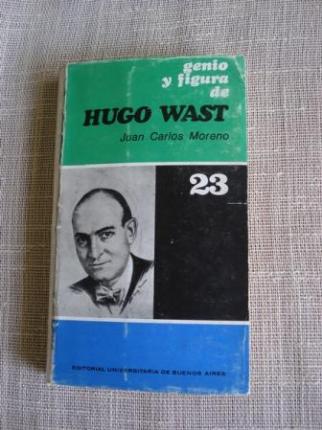 genio
y figura
de
HUGO WAST
Juan Carlos Moreno
23
EDITORIAL UNIVERSITARIA DE BUENOS AIRES